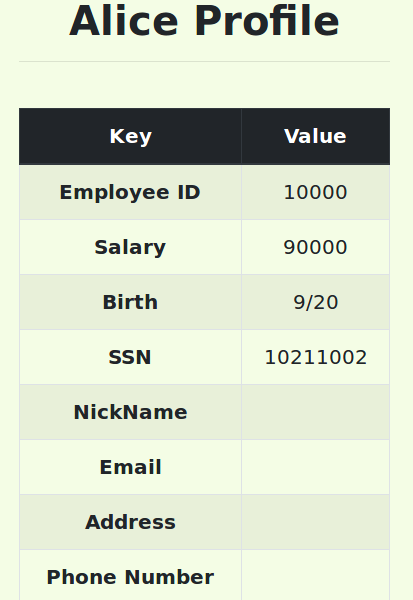 Alice Profile
Key Value
Employee ID 10000
Salary 90000
Birth 9/20
SSN 10211002
NickName
Email
Address
Phone Number